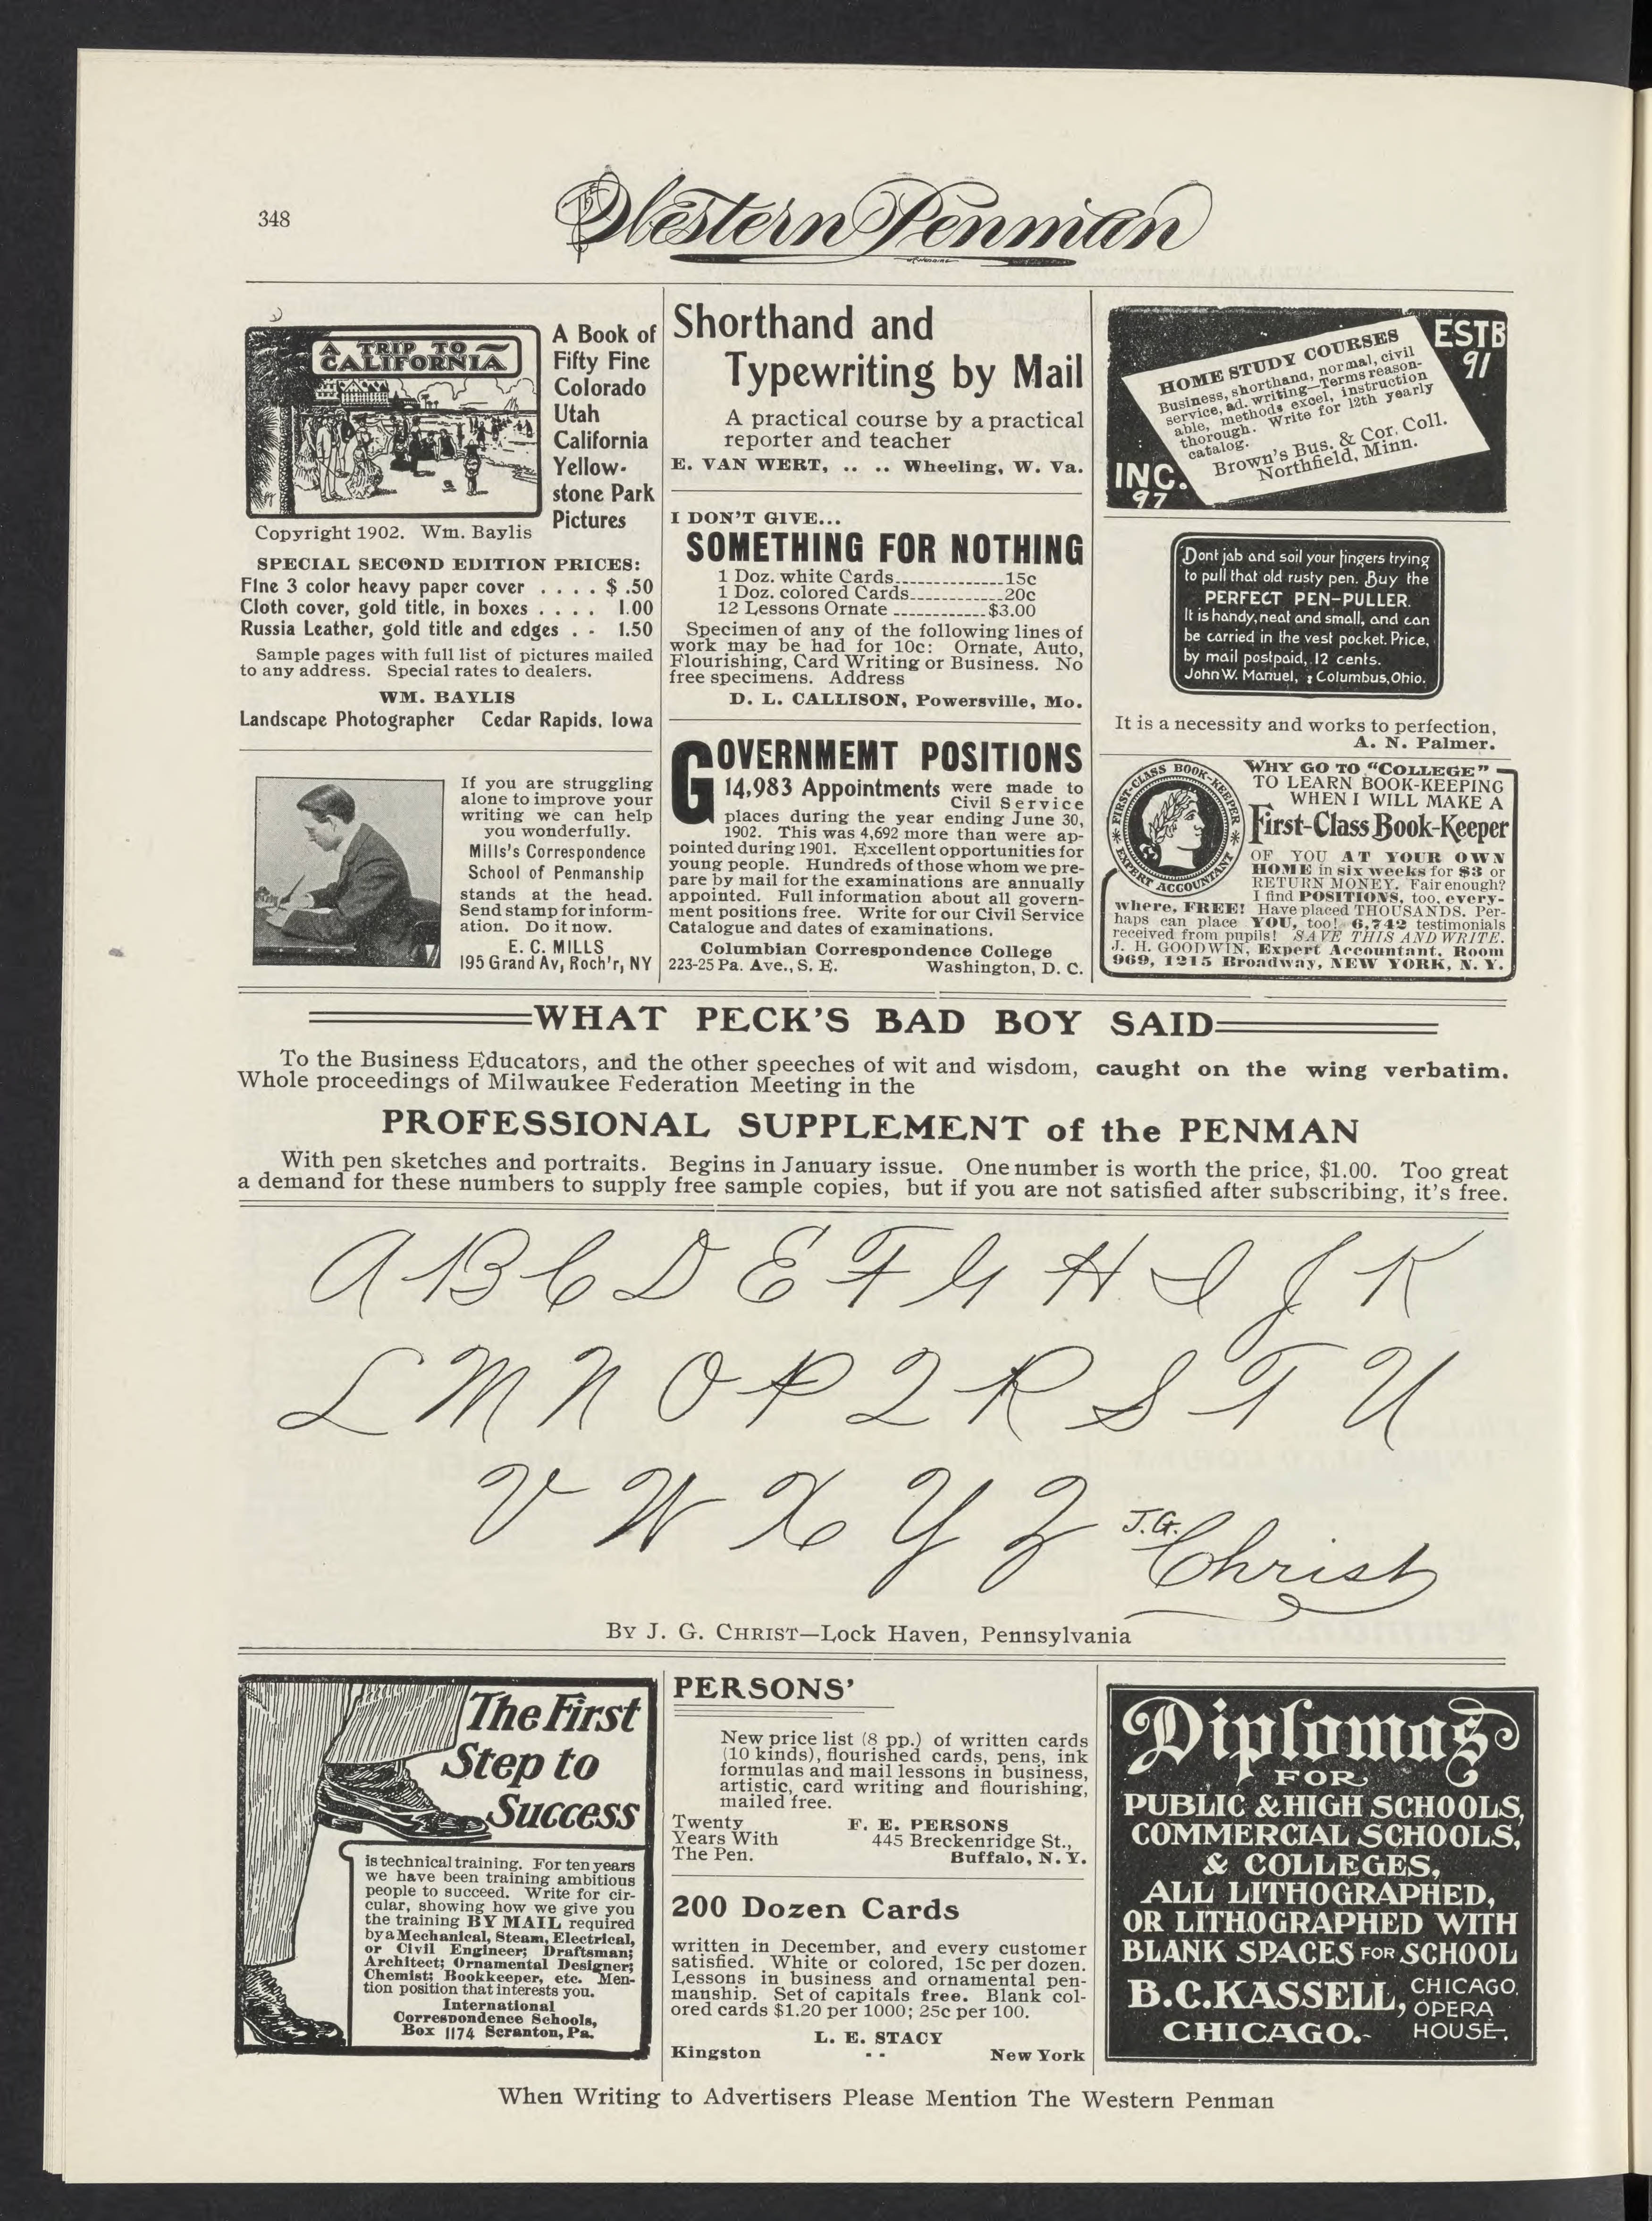 348
The Western Penman
A TRIP TO
CALIFORNIA
A Book of
Fifty Fine
Colorado
Utah
California
Yellow-
stone Park
Pictures
Copyright 1902. Wm. Baylis
SPECIAL SECOND EDITION PRICES:
Fine 3 color heavy paper cover . . . . $ .50
Cloth cover, gold title, in boxes . . . . 1.00
Russia Leather, gold title and edges . - 1.50
Sample pages with full list of pictures mailed
to any address. Special rates to dealers.
WM. BAYLIS
Landscape Photographer Cedar Rapids, Iowa
If you are struggling
alone to improve your
writing we can help
you wonderfully.
Mills's Correspondence
School of Penmanship
stands at the head.
Send stamp for inform-
ation. Do it now.
E. C. MILLS
195 Grand Av, Roch'r, NY
Shorthand and
Typewriting by Mail
A practical course by a practical
reporter and teacher
E. VAN WERT, .. .. Wheeling, W. Va.
I DON'T GIVE...
SOMETHING FOR NOTHING
1 Doz. white Cards..............15c
1 Doz. colored Cards............20c
12 Lessons Ornate ............$3.00
Specimen of any of the following lines of
work may be had for 10c: Ornate, Auto,
Flourishing, Card Writing or Business. No
free specimens. Address
D. L. CALLISON, Powersville, Mo.
GOVERNMEMT POSITIONS
14,983 Appointments were made to
Civil Service
places during the year ending June 30,
1902. This was 4,692 more than were ap-
pointed during 1901. Excellent opportunities for
young people. Hundreds of those whom we pre-
pare by mail for the examinations are annually
appointed. Full information about all govern-
ment positions free. Write for our Civil Service
Catalogue and dates of examinations.
Columbian Correspondence College
223-25 Pa. Ave., S. E. Washington, D. C.
ESTB
91
HOME STUDY COURSES
Business, shorthand, normal, civil
service, ad. writing—Terms reason-
able, methods excel, instruction
thorough. Write for 12th yearly
catalog.
Brown's Bus. & Cor. Coll.
Northfield, Minn.
INC.
97
Dont jab and soil your fingers trying
to pull that old rusty pen. Buy the
PERFECT PEN-PULLER.
It is handy, neat and small, and can
be carried in the vest pocket. Price,
by mail postpaid, 12 cents.
John W. Manuel, : Columbus, Ohio.
It is a necessity and works to perfection,
A. N. Palmer.
FIRST-CLASS BOOK-KEEPER
EXPERT ACCOUNTANT
WHY GO TO "COLLEGE"
TO LEARN BOOK-KEEPING
WHEN I WILL MAKE A
First-Class Book-Keeper
OF YOU AT YOUR OWN
HOME in six weeks for $3 or
RETURN MONEY. Fair enough?
I find POSITIONS, too, every-
where, FREE! Have placed THOUSANDS. Per-
haps can place YOU, too! 6,742 testimonials
received from pupils! SAVE THIS AND WRITE.
J. H. GOODWIN, Expert Accountant, Room
969, 1215 Broadway, NEW YORK, N. Y.
WHAT PECK'S BAD BOY SAID
To the Business Educators, and the other speeches of wit and wisdom, caught on the wing verbatim.
Whole proceedings of Milwaukee Federation Meeting in the
PROFESSIONAL SUPPLEMENT of the PENMAN
With pen sketches and portraits. Begins in January issue. One number is worth the price, $1.00. Too great
a demand for these numbers to supply free sample copies, but if you are not satisfied after subscribing, it's free.
A B C D E F G H I J K
L M N O P Q R S T U
V W X Y Z J.G. Christ
BY J. G. CHRIST—Lock Haven, Pennsylvania
The First
Step to
Success
is technical training. For ten years
we have been training ambitious
people to succeed. Write for cir-
cular, showing how we give you
the training BY MAIL required
by a Mechanical, Steam, Electrical,
or Civil Engineer; Draftsman;
Architect; Ornamental Designer;
Chemist; Bookkeeper, etc. Men-
tion position that interests you.
International
Correspondence Schools,
Box 1174 Scranton, Pa.
PERSONS'
New price list (8 pp.) of written cards
(10 kinds), flourished cards, pens, ink
formulas and mail lessons in business,
artistic, card writing and flourishing,
mailed free.
Twenty
Years With
The Pen.
F. E. PERSONS
445 Breckenridge St.,
Buffalo, N. Y.
200 Dozen Cards
written in December, and every customer
satisfied. White or colored, 15c per dozen.
Lessons in business and ornamental pen-
manship. Set of capitals free. Blank col-
ored cards $1.20 per 1000; 25c per 100.
L. E. STACY
Kingston - - New York
Diplomas
FOR
PUBLIC & HIGH SCHOOLS,
COMMERCIAL SCHOOLS,
& COLLEGES,
ALL LITHOGRAPHED,
OR LITHOGRAPHED WITH
BLANK SPACES FOR SCHOOL
B.C. KASSELL, CHICAGO
OPERA
CHICAGO.- HOUSE.
When Writing to Advertisers Please Mention The Western Penman